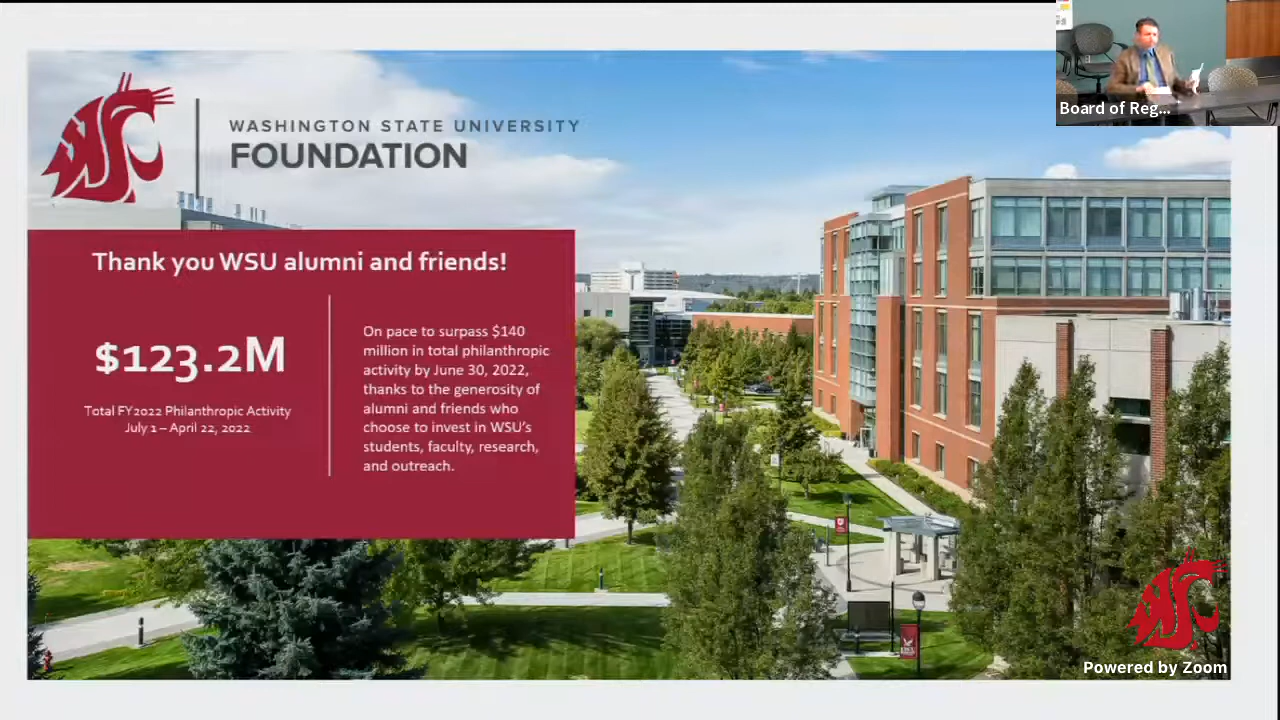 WASHINGTON STATE UNIVERSITY
FOUNDATION
Board of Reg...
Thank you WSU alumni and friends!
$123.2M
Total FY2022 Philanthropic Activity
July 1 – April 22, 2022
On pace to surpass $140
million in total philanthropic
activity by June 30, 2022,
thanks to the generosity of
alumni and friends who
choose to invest in WSU's
students, faculty, research,
and outreach.
Powered by Zoom